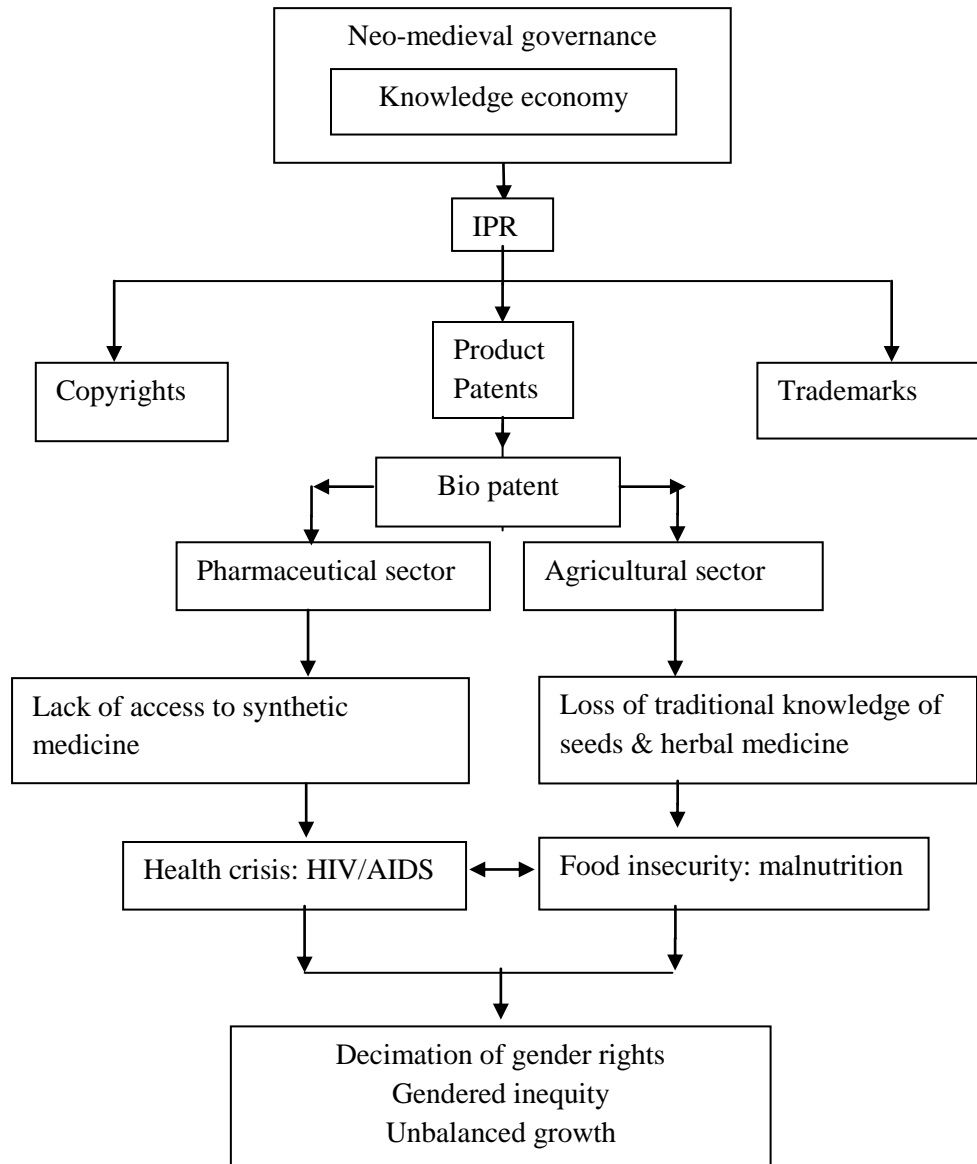 Neo-medieval governance
Knowledge economy
IPR
Copyrights
Product
Patents
Trademarks
Bio patent
Pharmaceutical sector
Agricultural sector
Lack of access to synthetic
medicine
Loss of traditional knowledge of
seeds & herbal medicine
Health crisis: HIV/AIDS
Food insecurity: malnutrition
Decimation of gender rights
Gendered inequity
Unbalanced growth